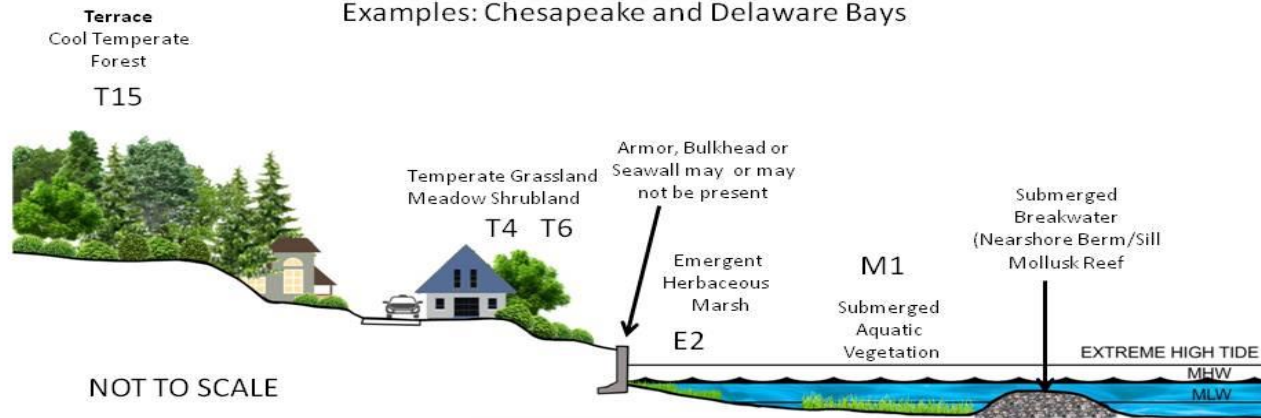 Examples: Chesapeake and Delaware Bays
Terrace
Cool Temperate
Forest
T15
Temperate Grassland
Meadow Shrubland
T4 T6
Armor, Bulkhead or
Seawall may or may
not be present
Emergent
Herbaceous
Marsh
E2
M1
Submerged
Aquatic
Vegetation
Submerged
Breakwater
(Nearshore Berm/Sill
Mollusk Reef
EXTREME HIGH TIDE
MHW
MLW
NOT TO SCALE